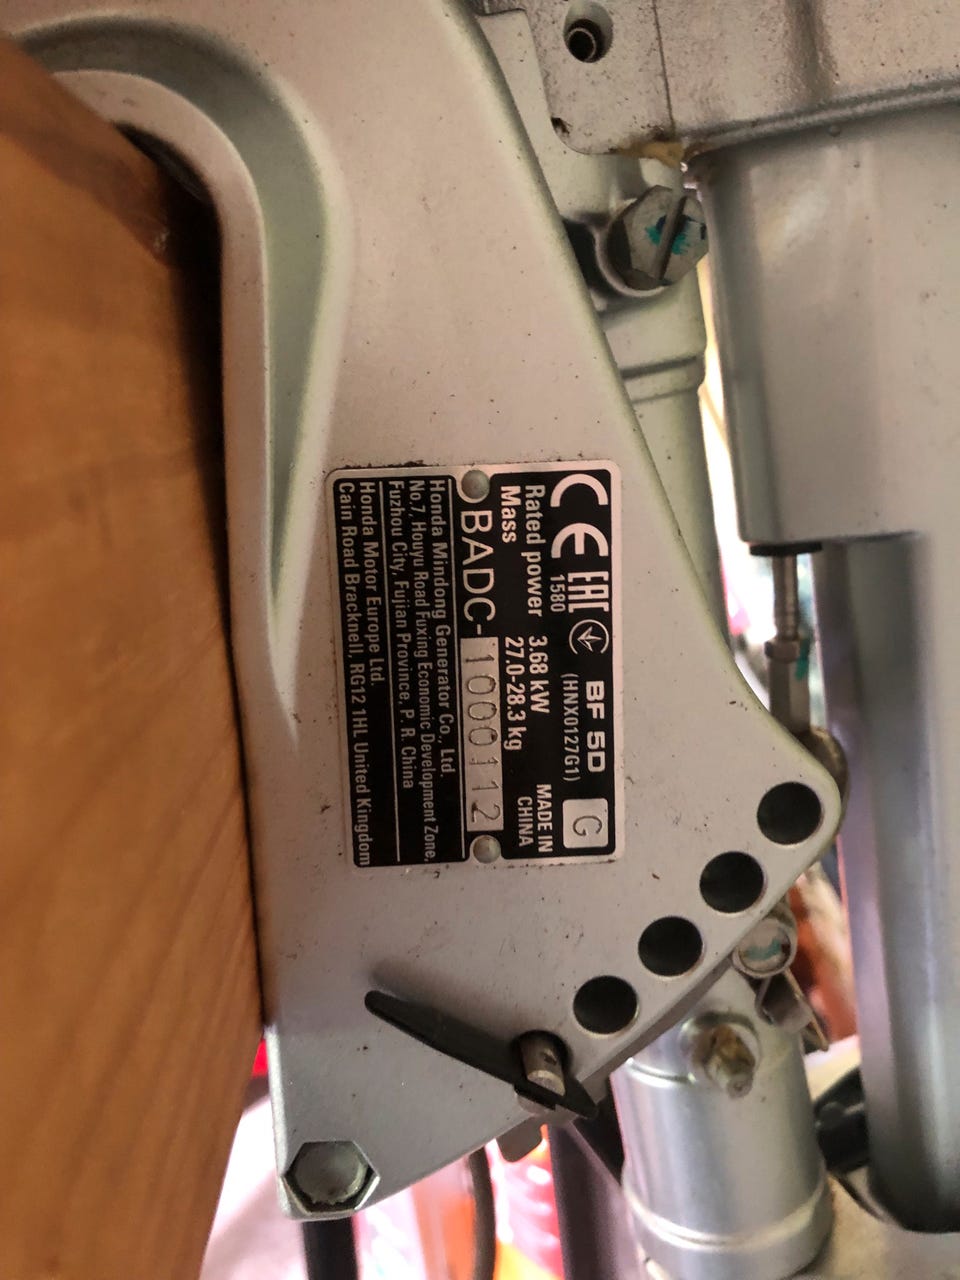 CE EAC BF 5D G
1580 (HNX0127G1)
Rated power 3.68 kW MADE IN
Mass 27.0-28.3 kg CHINA
BADC-1000112
Honda Mindong Generator Co., Ltd.
No.7, Houyu Road Fuxing Economic Development Zone,
Fuzhou City, Fujian Province, P. R. China
Honda Motor Europe Ltd.
Cain Road Bracknell, RG12 1HL United Kingdom